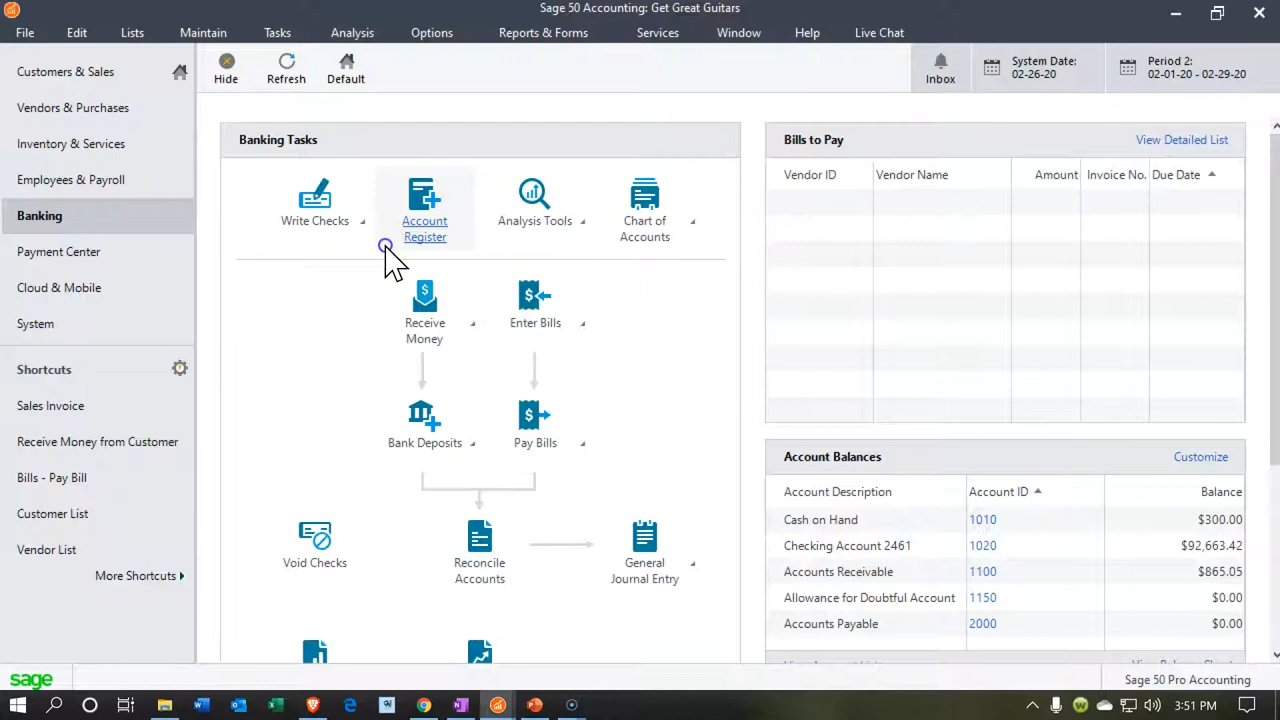 Sage 50 Accounting: Get Great Guitars
File Edit Lists Maintain Tasks Analysis Options Reports & Forms Services Window Help Live Chat
Customers & Sales
Vendors & Purchases
Inventory & Services
Employees & Payroll
Banking
Payment Center
Cloud & Mobile
System
Shortcuts
Sales Invoice
Receive Money from Customer
Bills - Pay Bill
Customer List
Vendor List
More Shortcuts
Hide Refresh Default
Inbox
System Date:
02-26-20
Period 2:
02-01-20 - 02-29-20
Banking Tasks
Write Checks
Account
Register
Analysis Tools
Chart of
Accounts
Receive
Money
Enter Bills
Bank Deposits
Pay Bills
Void Checks
Reconcile
Accounts
General
Journal Entry
Bills to Pay View Detailed List
Vendor ID Vendor Name Amount Invoice No. Due Date
Account Balances Customize
Account Description Account ID Balance
Cash on Hand 1010 $300.00
Checking Account 2461 1020 $92,663.42
Accounts Receivable 1100 $865.05
Allowance for Doubtful Account 1150 $0.00
Accounts Payable 2000 $0.00
sage
Sage 50 Pro Accounting
3:51 PM